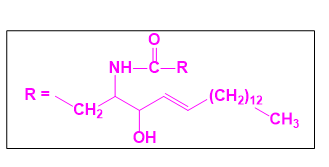 O
NH C R
R =
(CH2)12
CH2
CH3
OH